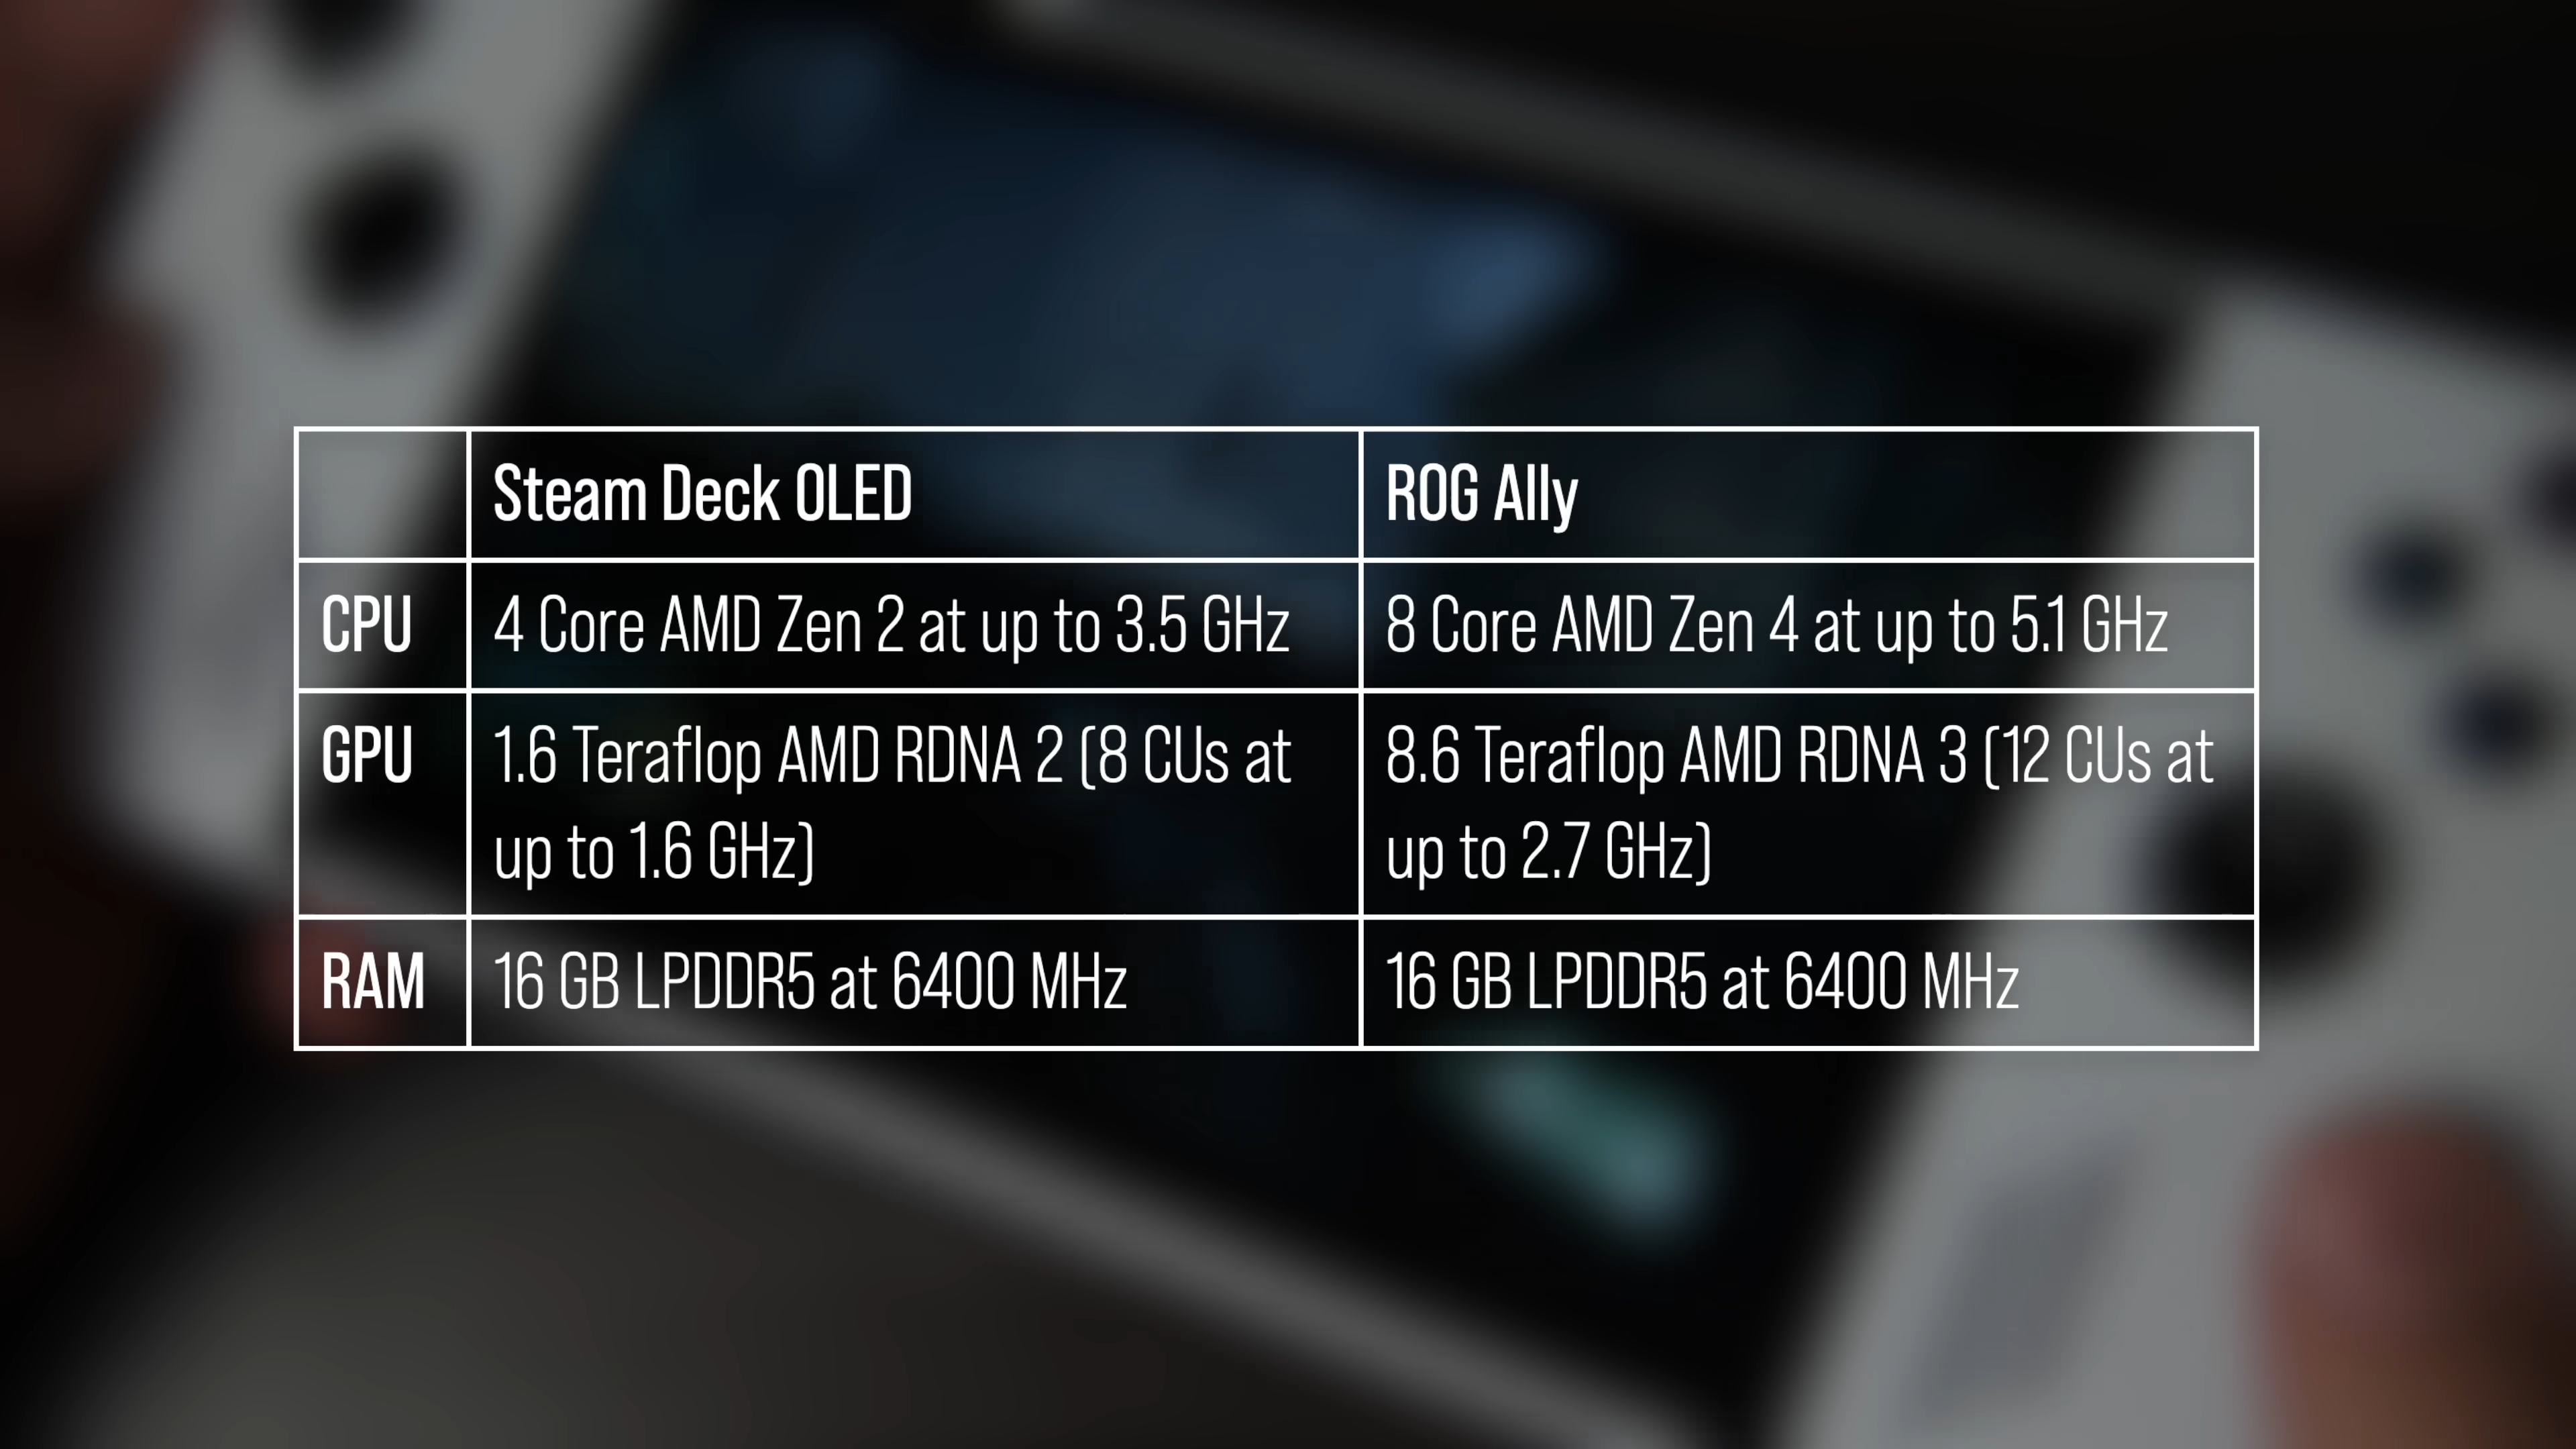 Steam Deck OLED
ROG Ally
CPU
4 Core AMD Zen 2 at up to 3.5 GHz
8 Core AMD Zen 4 at up to 5.1 GHz
GPU
1.6 Teraflop AMD RDNA 2 (8 CUs at
up to 1.6 GHz)
8.6 Teraflop AMD RDNA 3 (12 CUs at
up to 2.7 GHz)
RAM
16 GB LPDDR5 at 6400 MHz
16 GB LPDDR5 at 6400 MHz